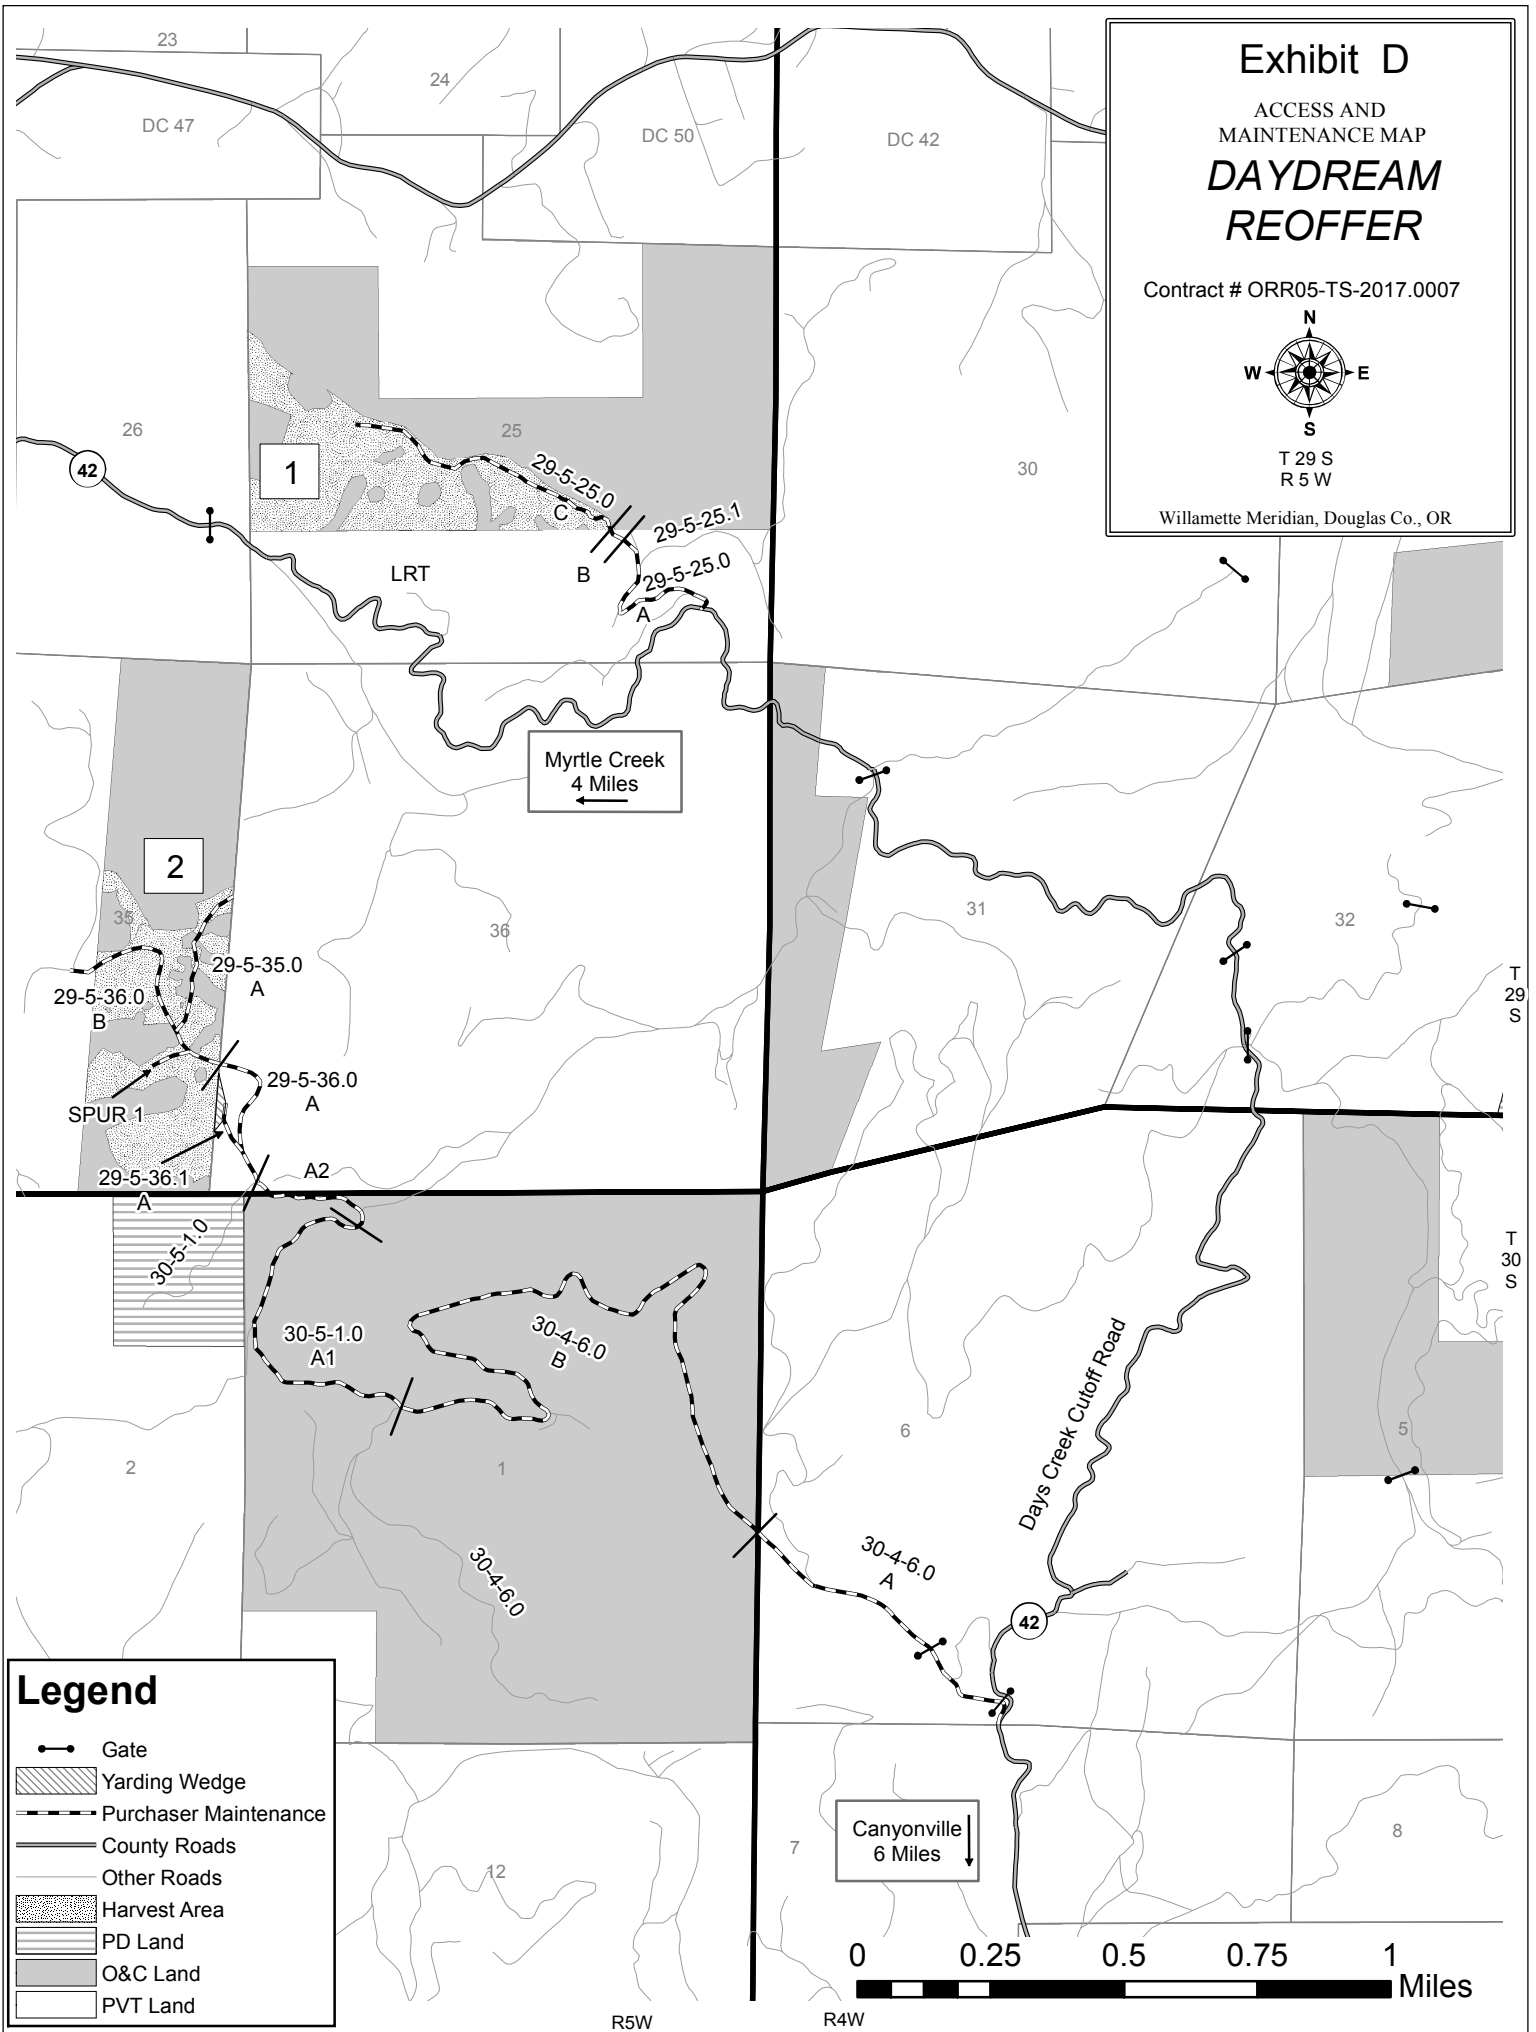 Exhibit D
ACCESS AND
MAINTENANCE MAP
DAYDREAM
REOFFER
Contract # ORR05-TS-2017.0007
N
W
E
S
T 29 S
R 5 W
Willamette Meridian, Douglas Co., OR
23
24
DC 47
DC 50
DC 42
26
25
30
42
1
29-5-25.0
C
29-5-25.1
B
29-5-25.0
A
LRT
Myrtle Creek
4 Miles
2
35
36
31
32
29-5-35.0
A
29-5-36.0
B
T
29
S
29-5-36.0
A
SPUR 1
29-5-36.1
A
A2
30-5-1.0
T
30
S
30-5-1.0
A1
30-4-6.0
B
Days Creek Cutoff Road
2
1
6
5
30-4-6.0
30-4-6.0
A
42
Legend
Gate
Yarding Wedge
Purchaser Maintenance
County Roads
Other Roads
Harvest Area
PD Land
O&C Land
PVT Land
12
7
8
Canyonville
6 Miles
0
0.25
0.5
0.75
1
Miles
R5W
R4W